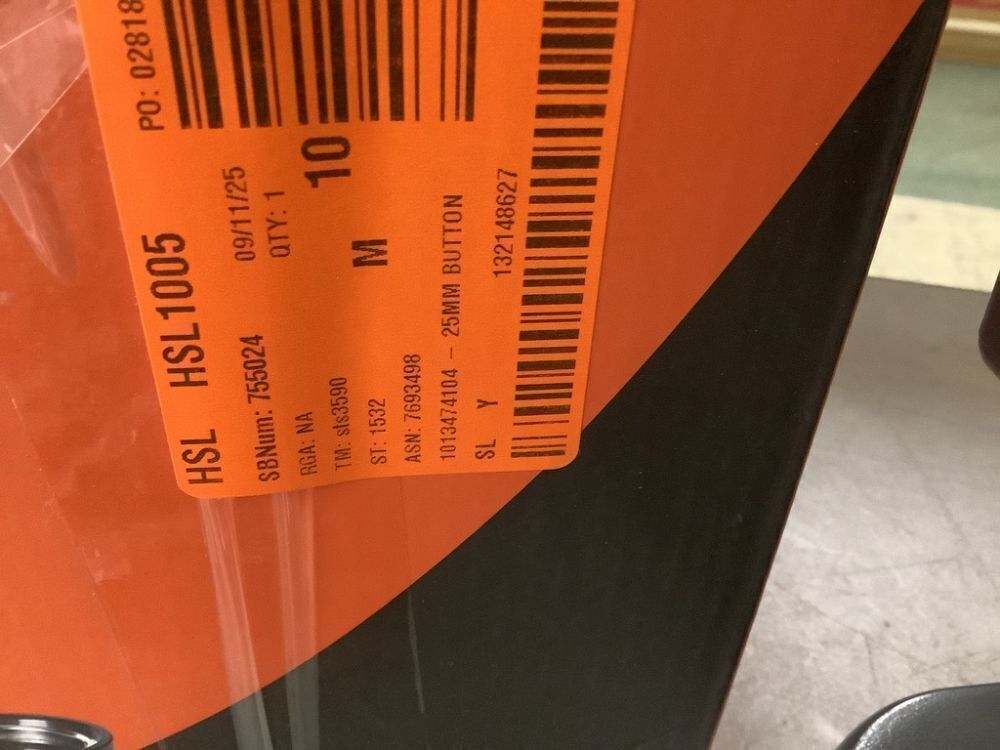 HSL HSL1005
PO: 02818
SBNum: 755024 09/11/25
RGA: NA QTY: 1
TM: sts3590 10
ST: 1532 M
ASN: 7693498
1013474104 - 25MM BUTTON
SL Y 132148627